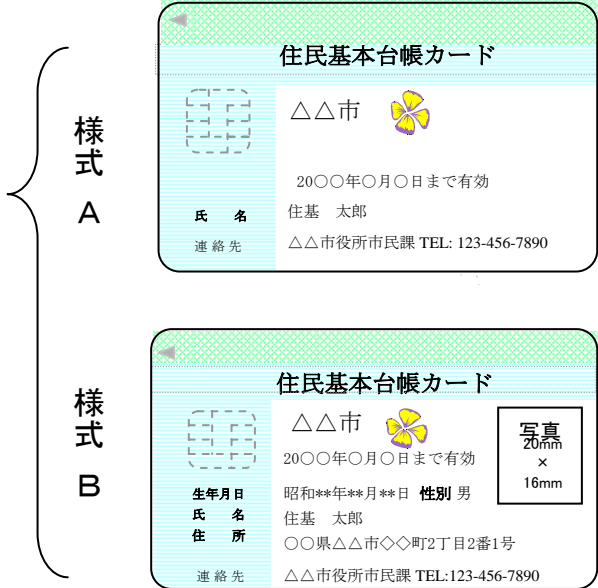 様式A
住民基本台帳カード
△△市
20○○年○月○日まで有効
氏 名 住基 太郎
連絡先 △△市役所市民課 TEL: 123-456-7890
様式B
住民基本台帳カード
△△市
20○○年○月○日まで有効
写真
20mm
×
16mm
生年月日 昭和**年**月**日 性別 男
氏 名 住基 太郎
住 所 ○○県△△市◇◇町2丁目2番1号
連絡先 △△市役所市民課 TEL:123-456-7890